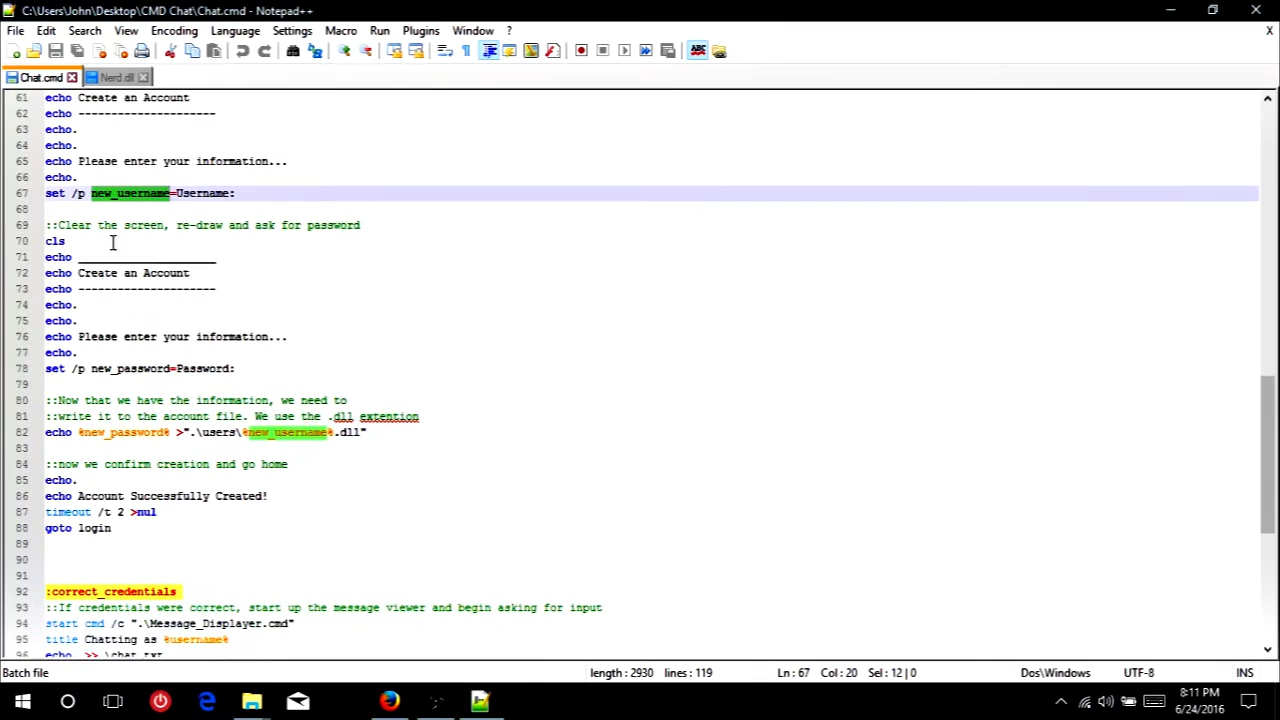 C:\Users\John\Desktop\CMD Chat\Chat.cmd - Notepad++
File Edit Search View Encoding Language Settings Macro Run Plugins Window ? X
ABC
Chat.cmd Nerd.dll
61 echo Create an Account
62 echo ---------------------
63 echo.
64 echo.
65 echo Please enter your information...
66 echo.
67 set /p new_username=Username:
68
69 ::Clear the screen, re-draw and ask for password
70 cls
71 echo _____________________
72 echo Create an Account
73 echo ---------------------
74 echo.
75 echo.
76 echo Please enter your information...
77 echo.
78 set /p new_password=Password:
79
80 ::Now that we have the information, we need to
81 ::write it to the account file. We use the .dll extention
82 echo %new_password% >".\users\%new_username%.dll"
83
84 ::now we confirm creation and go home
85 echo.
86 echo Account Successfully Created!
87 timeout /t 2 >nul
88 goto login
89
90
91
92 :correct_credentials
93 ::If credentials were correct, start up the message viewer and begin asking for input
94 start cmd /c ".\Message_Displayer.cmd"
95 title Chatting as %username%
96 echo >> .\chat.txt
Batch file length : 2930 lines : 119 Ln : 67 Col : 20 Sel : 12 | 0 Dos\Windows UTF-8 INS
8:11 PM
6/24/2016